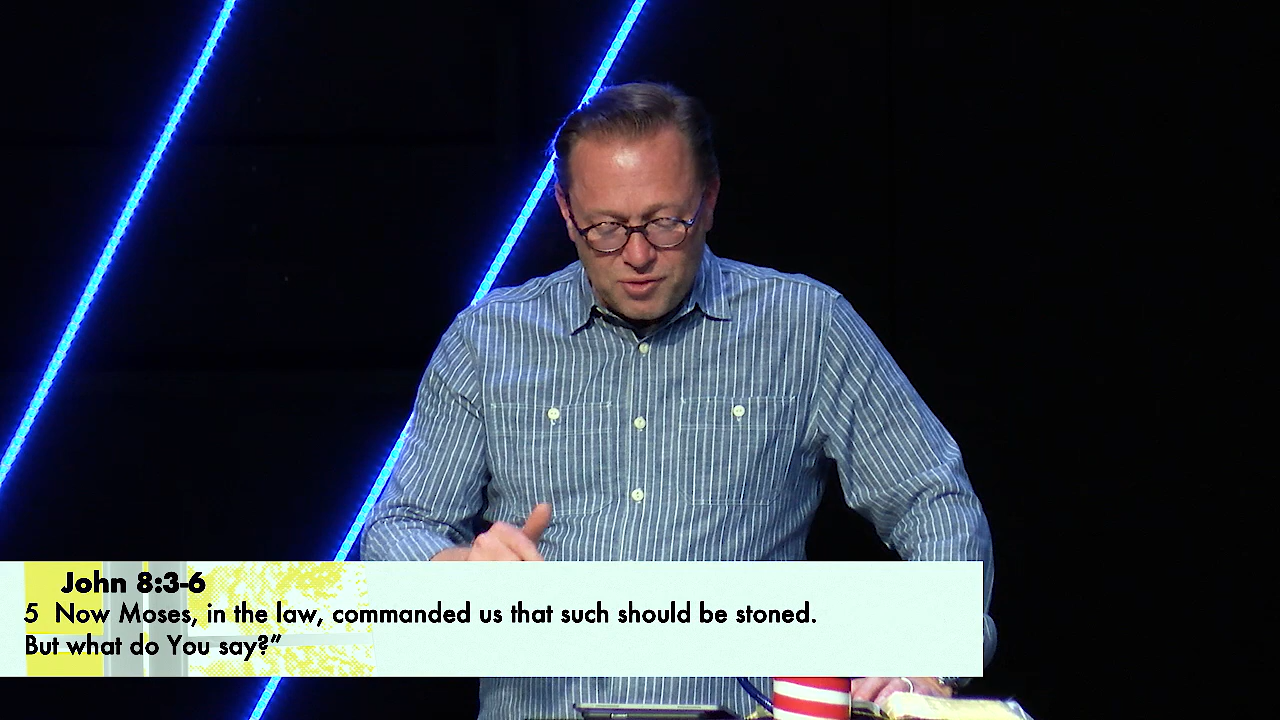 John 8:3-6
5 Now Moses, in the law, commanded us that such should be stoned.
But what do You say?”